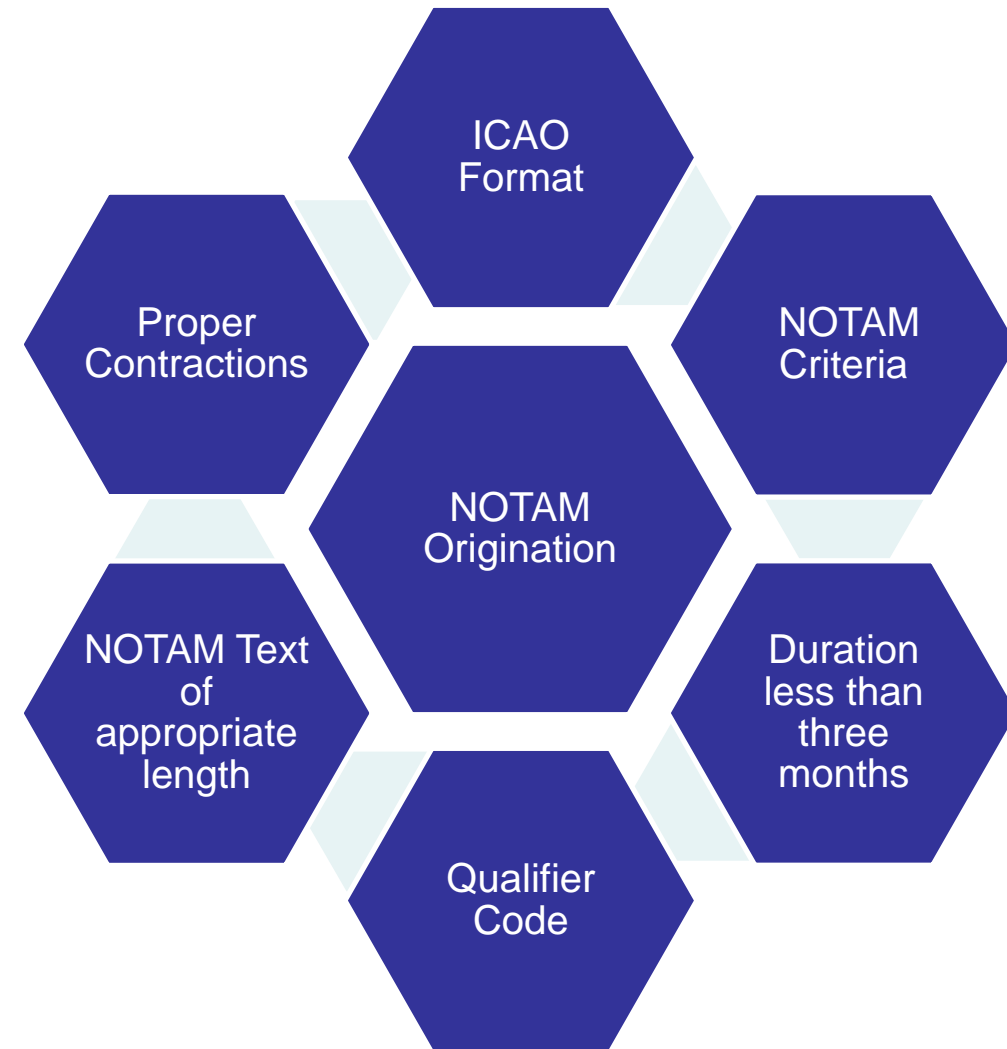 ICAO
Format
Proper
Contractions
NOTAM
Criteria
NOTAM
Origination
NOTAM Text
of
appropriate
length
Duration
less than
three
months
Qualifier
Code